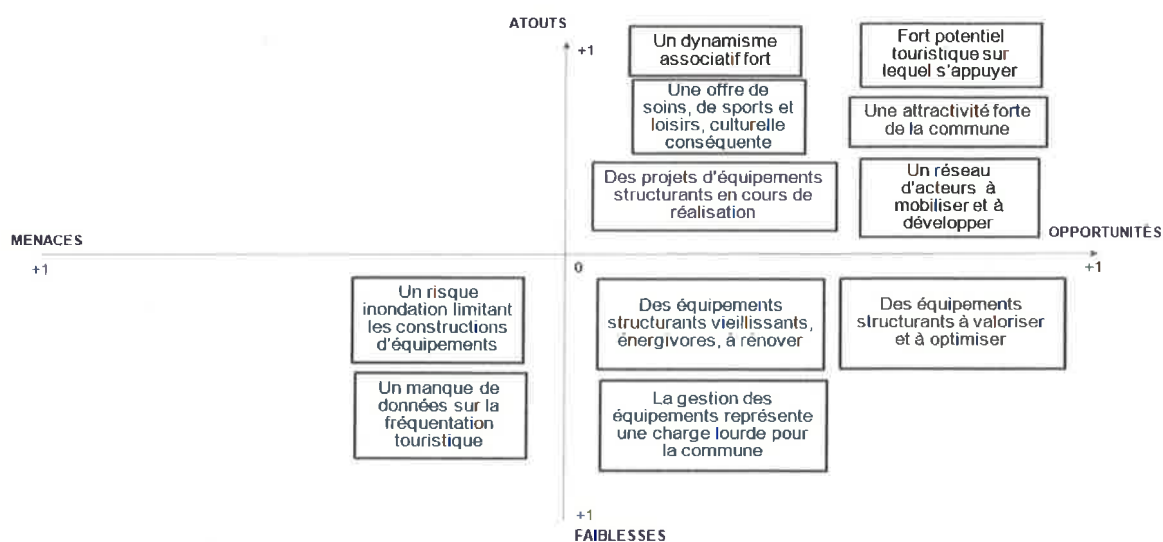 ATOUTS
+1
Un dynamisme
associatif fort
Fort potentiel
touristique sur
lequel s'appuyer
Une offre de
soins, de sports et
loisirs, culturelle
conséquente
Une attractivité forte
de la commune
Des projets d'équipements
structurants en cours de
réalisation
Un réseau
d'acteurs à
mobiliser et à
développer
MENACES
OPPORTUNITÉS
+1
0
+1
Un risque
inondation limitant
les constructions
d'équipements
Des équipements
structurants vieillissants,
énergivores, à rénover
Des équipements
structurants à valoriser
et à optimiser
Un manque de
données sur la
fréquentation
touristique
La gestion des
équipements représente
une charge lourde pour
la commune
+1
FAIBLESSES